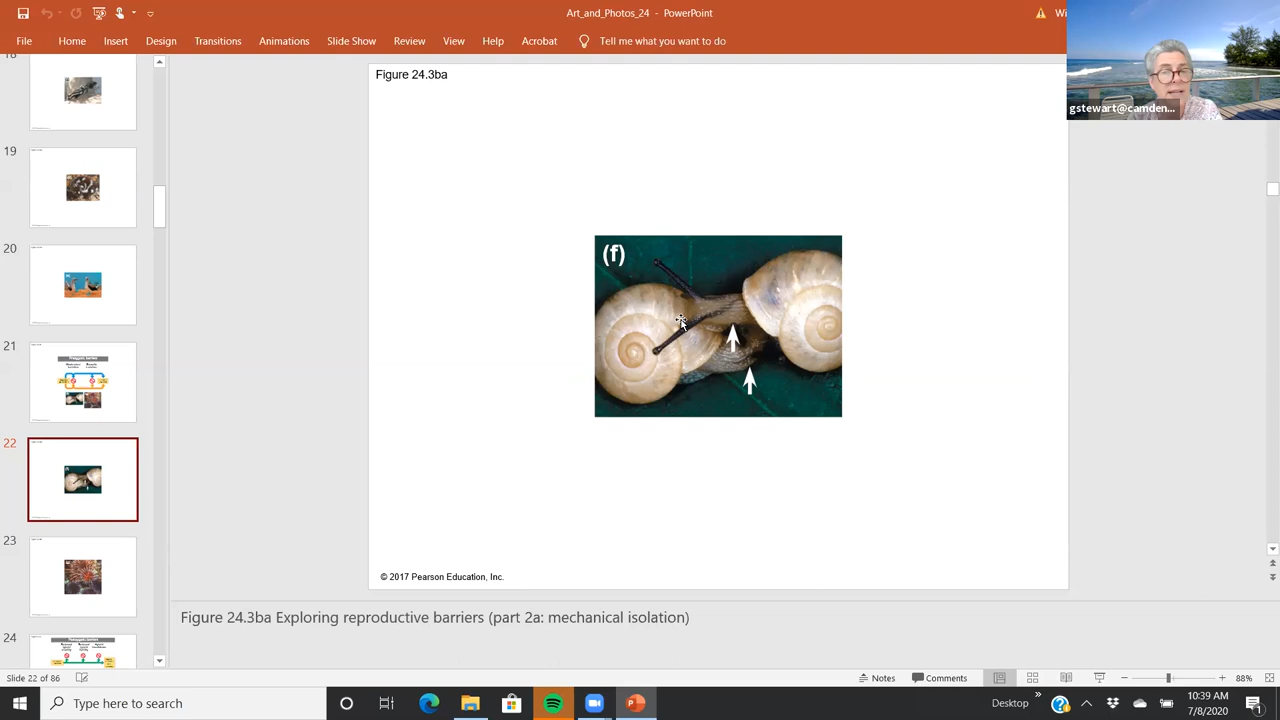 Art_and_Photos_24 - PowerPoint
Wi
File Home Insert Design Transitions Animations Slide Show Review View Help Acrobat Tell me what you want to do
gstewart@camden...
Figure 24.3ba
19
20
21
22
23
24
(f)
© 2017 Pearson Education, Inc.
Figure 24.3ba Exploring reproductive barriers (part 2a: mechanical isolation)
Slide 22 of 86
Notes Comments 88%
Type here to search
Desktop
10:39 AM
7/8/2020